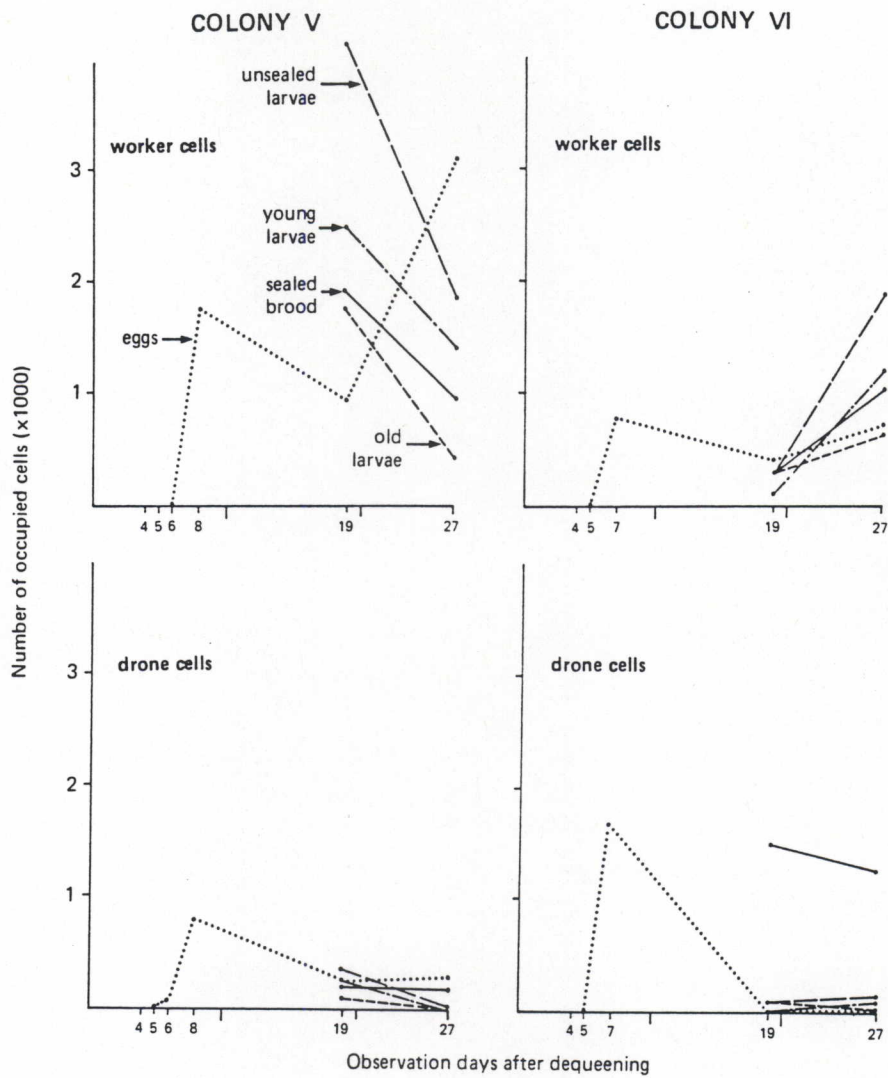 COLONY V
COLONY VI
Number of occupied cells (x1000)
worker cells
3
2
1
unsealed
larvae
young
larvae
sealed
brood
eggs
old
larvae
4 5 6 8 19 27
worker cells
4 5 7 19 27
drone cells
3
2
1
4 5 6 8 19 27
drone cells
4 5 7 19 27
Observation days after dequeening